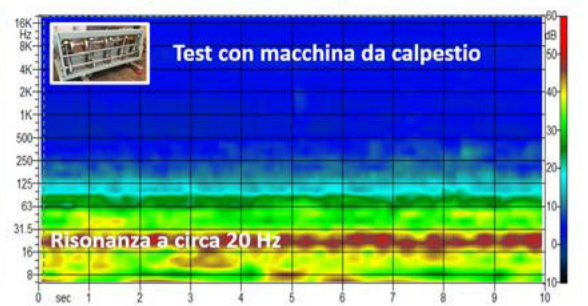 16K
Hz
8K
4K
2K
1K
500
250
125
63
31.5
16
8
Test con macchina da calpestio
Risonanza a circa 20 Hz
0 sec 1 2 3 4 5 6 7 8 9 10
60
dB
50
40
30
20
10
0
-10